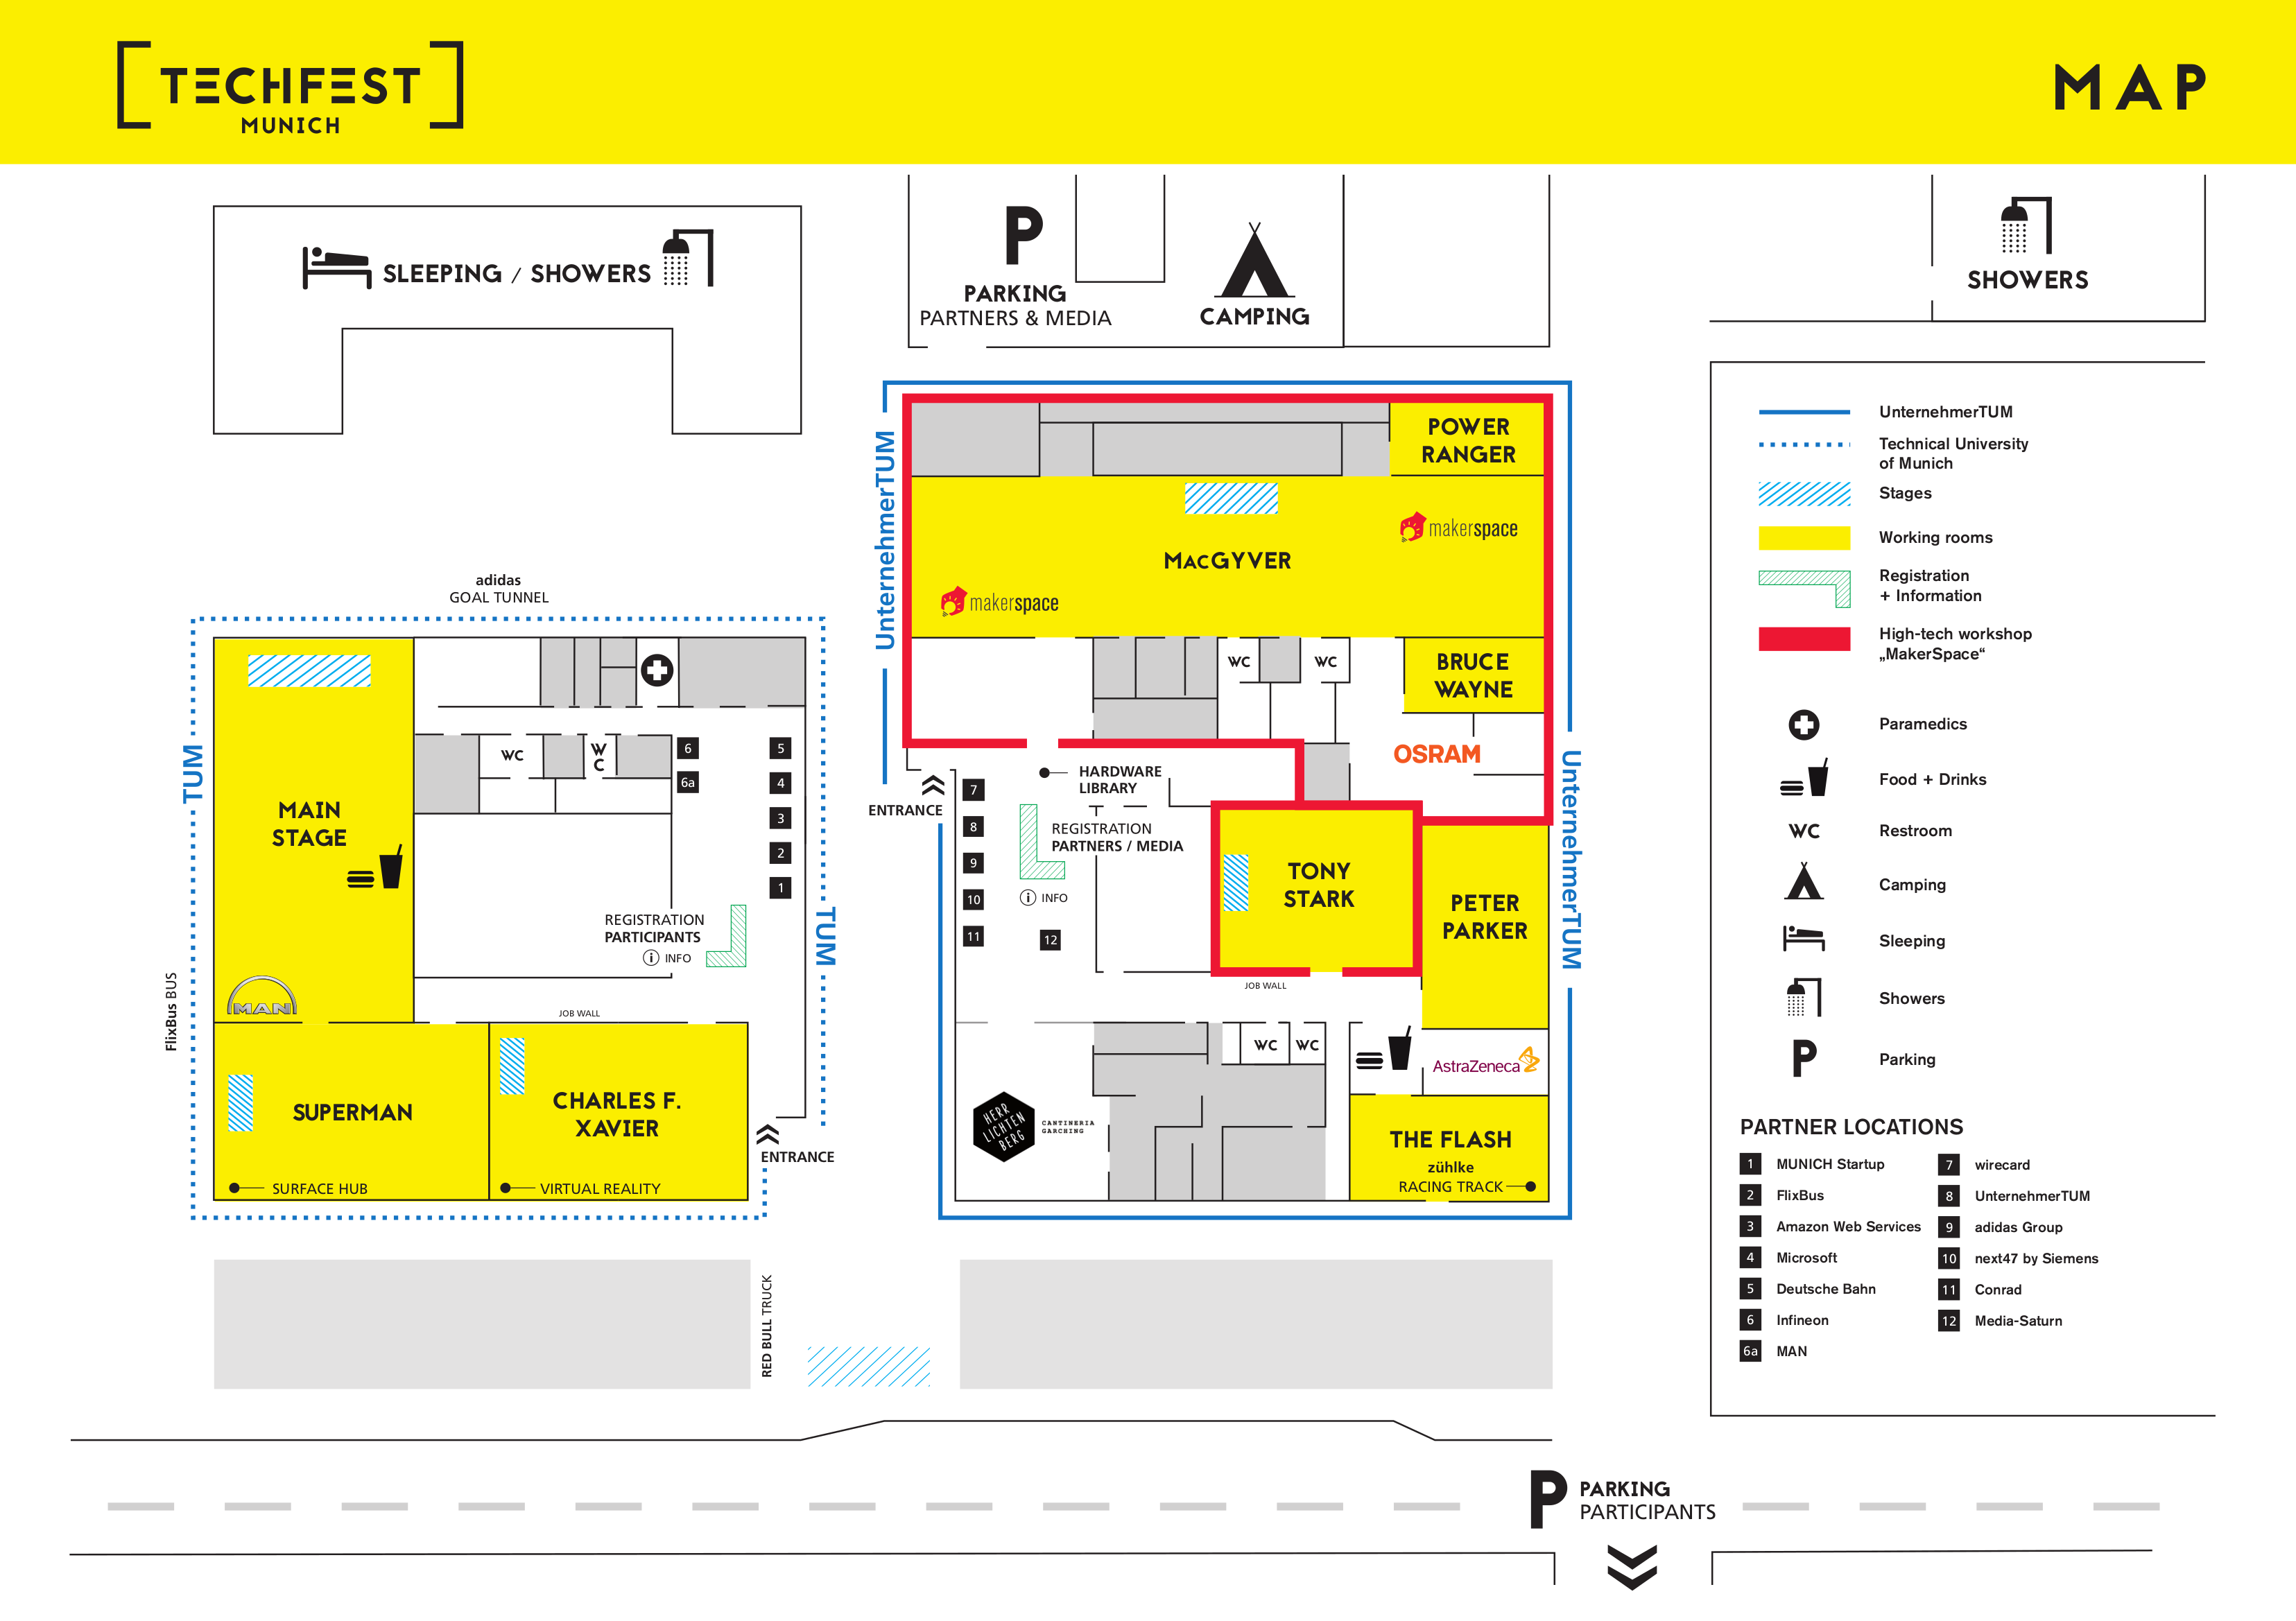 TECHFEST
MUNICH
MAP
SLEEPING / SHOWERS
P
PARKING
PARTNERS & MEDIA
CAMPING
SHOWERS
UnternehmerTUM
POWER
RANGER
makerspace
MACGYVER
makerspace
WC
WC
BRUCE
WAYNE
OSRAM
HARDWARE
LIBRARY
ENTRANCE
7
8
9
10
11
12
REGISTRATION
PARTNERS / MEDIA
i INFO
TONY
STARK
PETER
PARKER
UnternehmerTUM
JOB WALL
WC
WC
AstraZeneca
HERR
LICHTEN
BERG
CANTINERIA
GARCHING
THE FLASH
zühlke
RACING TRACK
adidas
GOAL TUNNEL
TUM
WC
W
C
6
6a
5
4
3
2
1
MAIN
STAGE
REGISTRATION
PARTICIPANTS
i INFO
TUM
MAN
FlixBus BUS
JOB WALL
SUPERMAN
CHARLES F.
XAVIER
SURFACE HUB
VIRTUAL REALITY
ENTRANCE
RED BULL TRUCK
P
PARKING
PARTICIPANTS
UnternehmerTUM
Technical University
of Munich
Stages
Working rooms
Registration
+ Information
High-tech workshop
„MakerSpace“
Paramedics
Food + Drinks
WC Restroom
Camping
Sleeping
Showers
P Parking
PARTNER LOCATIONS
1 MUNICH Startup
2 FlixBus
3 Amazon Web Services
4 Microsoft
5 Deutsche Bahn
6 Infineon
6a MAN
7 wirecard
8 UnternehmerTUM
9 adidas Group
10 next47 by Siemens
11 Conrad
12 Media-Saturn